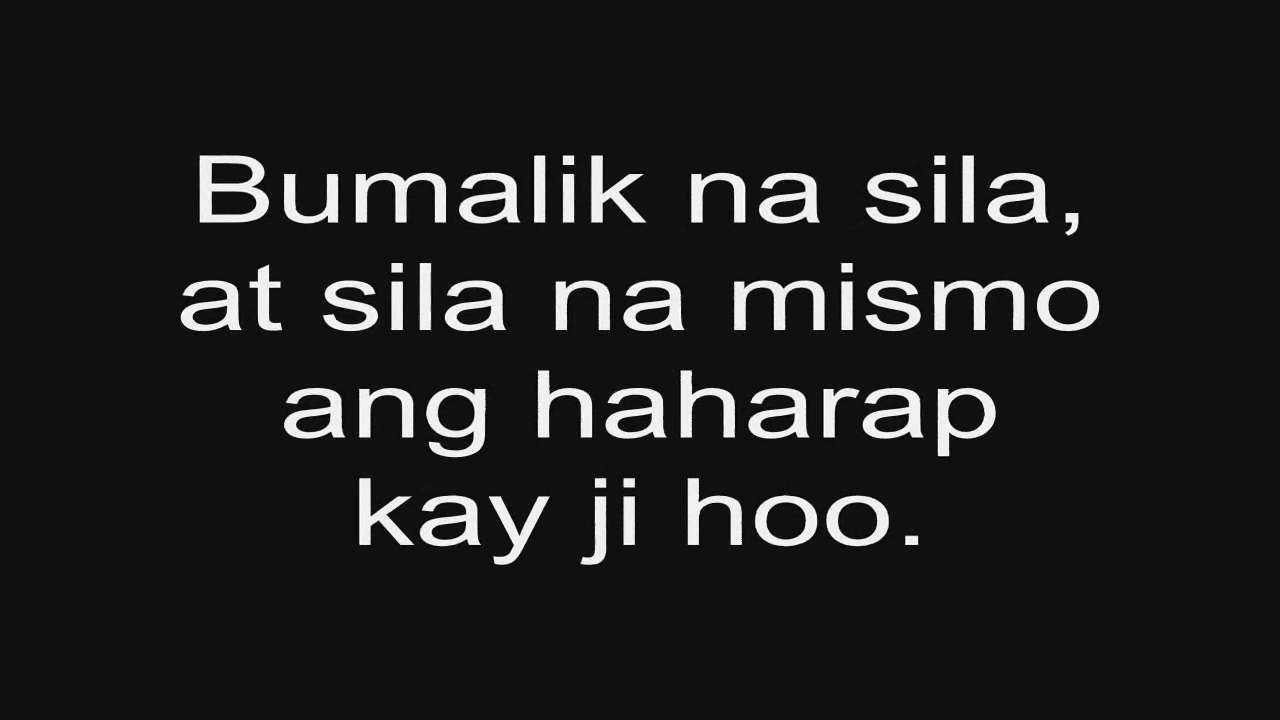 Bumalik na sila,
at sila na mismo
ang haharap
kay ji hoo.